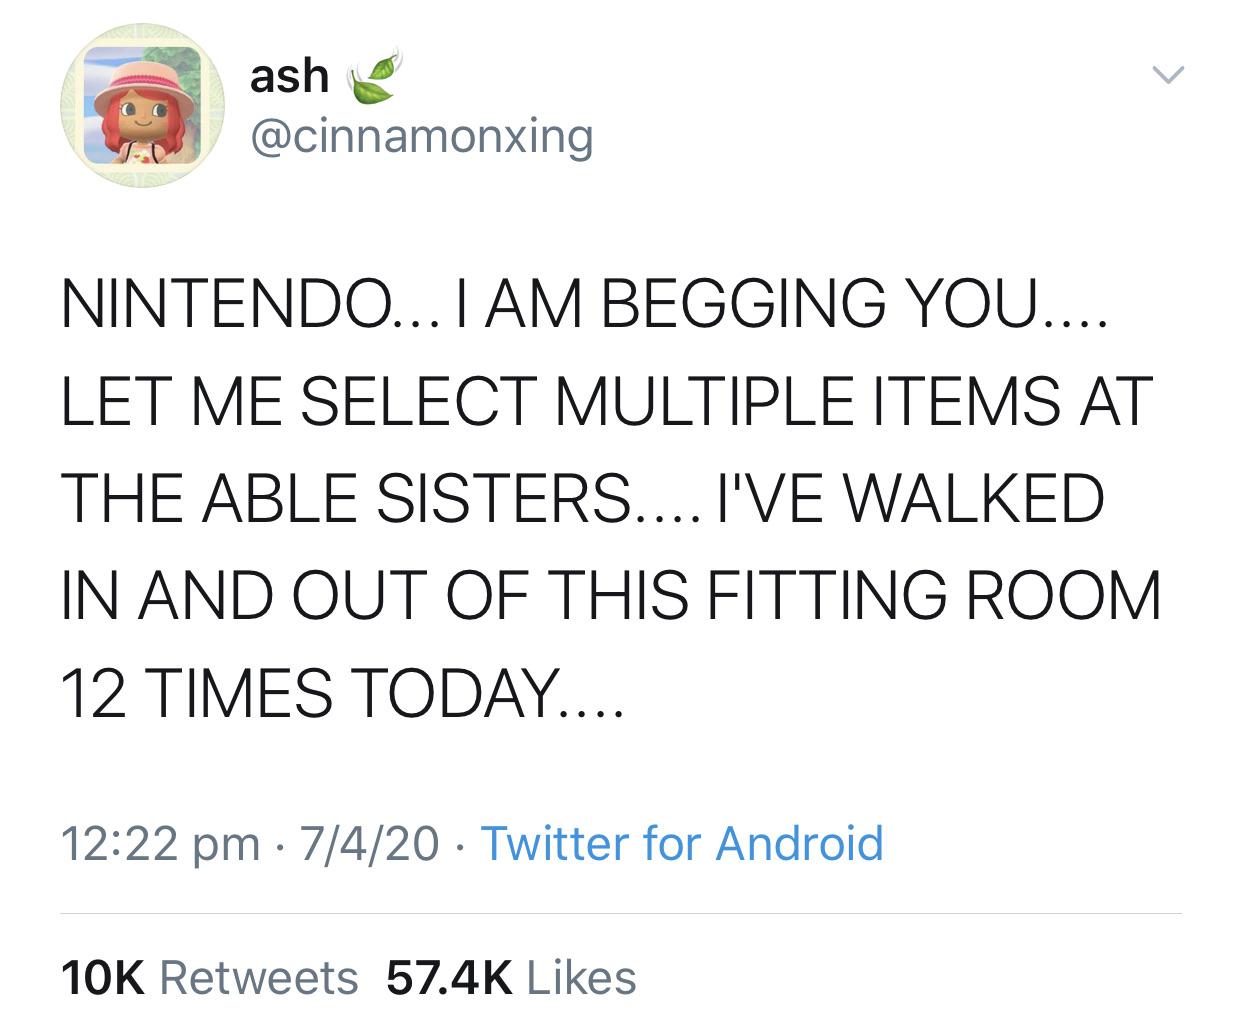 ash 🍃
@cinnamonxing
NINTENDO... I AM BEGGING YOU....
LET ME SELECT MULTIPLE ITEMS AT
THE ABLE SISTERS.... I'VE WALKED
IN AND OUT OF THIS FITTING ROOM
12 TIMES TODAY....
12:22 pm · 7/4/20 · Twitter for Android
10K Retweets 57.4K Likes